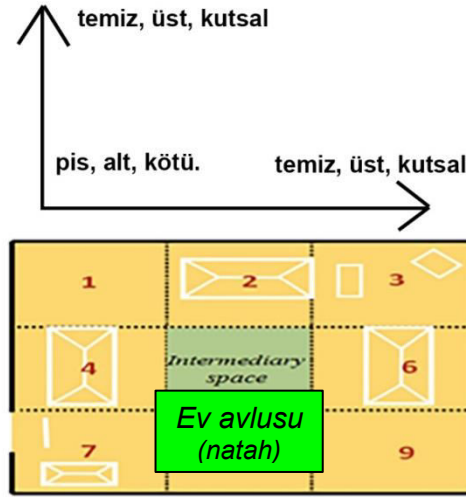 temiz, üst, kutsal
pis, alt, kötü.
temiz, üst, kutsal
1
2
3
4
Intermediary
space
6
Ev avlusu
(natah)
7
9